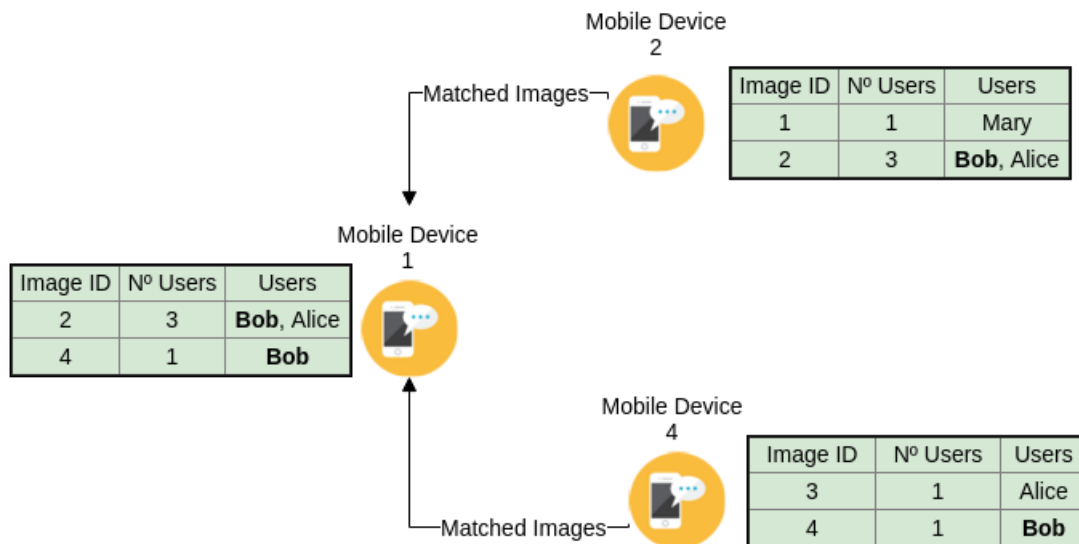 Mobile Device
2
Matched Images
Image ID Nº Users Users
1 1 Mary
2 3 Bob, Alice
Mobile Device
1
Image ID Nº Users Users
2 3 Bob, Alice
4 1 Bob
Mobile Device
4
Matched Images
Image ID Nº Users Users
3 1 Alice
4 1 Bob